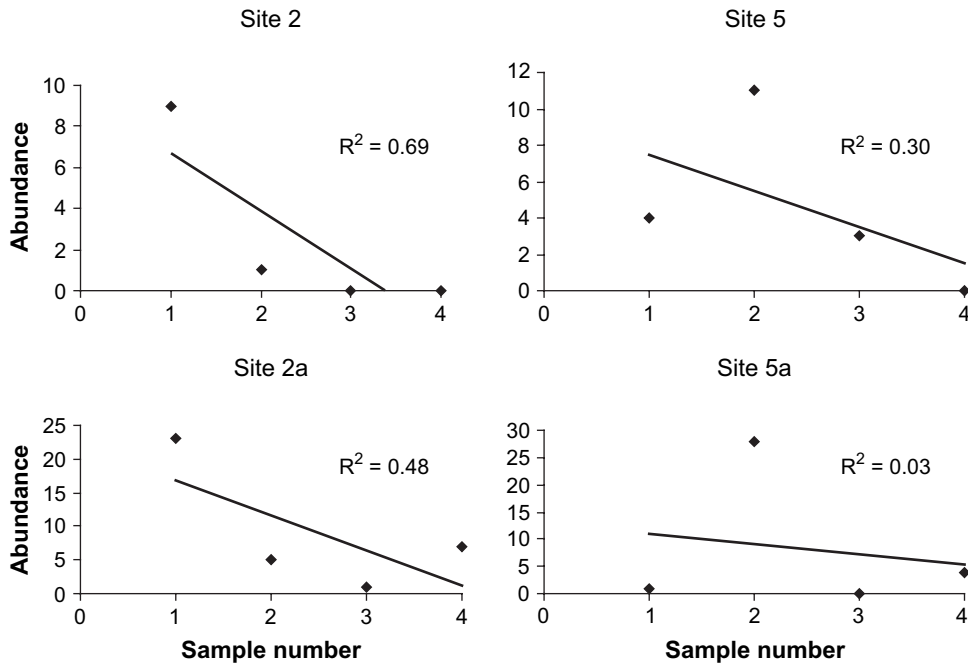 Site 2
Abundance
10
8
6
4
2
0
R² = 0.69
0 1 2 3 4
Site 5
12
10
8
6
4
2
0
R² = 0.30
0 1 2 3 4
Site 2a
Abundance
25
20
15
10
5
0
R² = 0.48
0 1 2 3 4
Sample number
Site 5a
30
25
20
15
10
5
0
R² = 0.03
0 1 2 3 4
Sample number